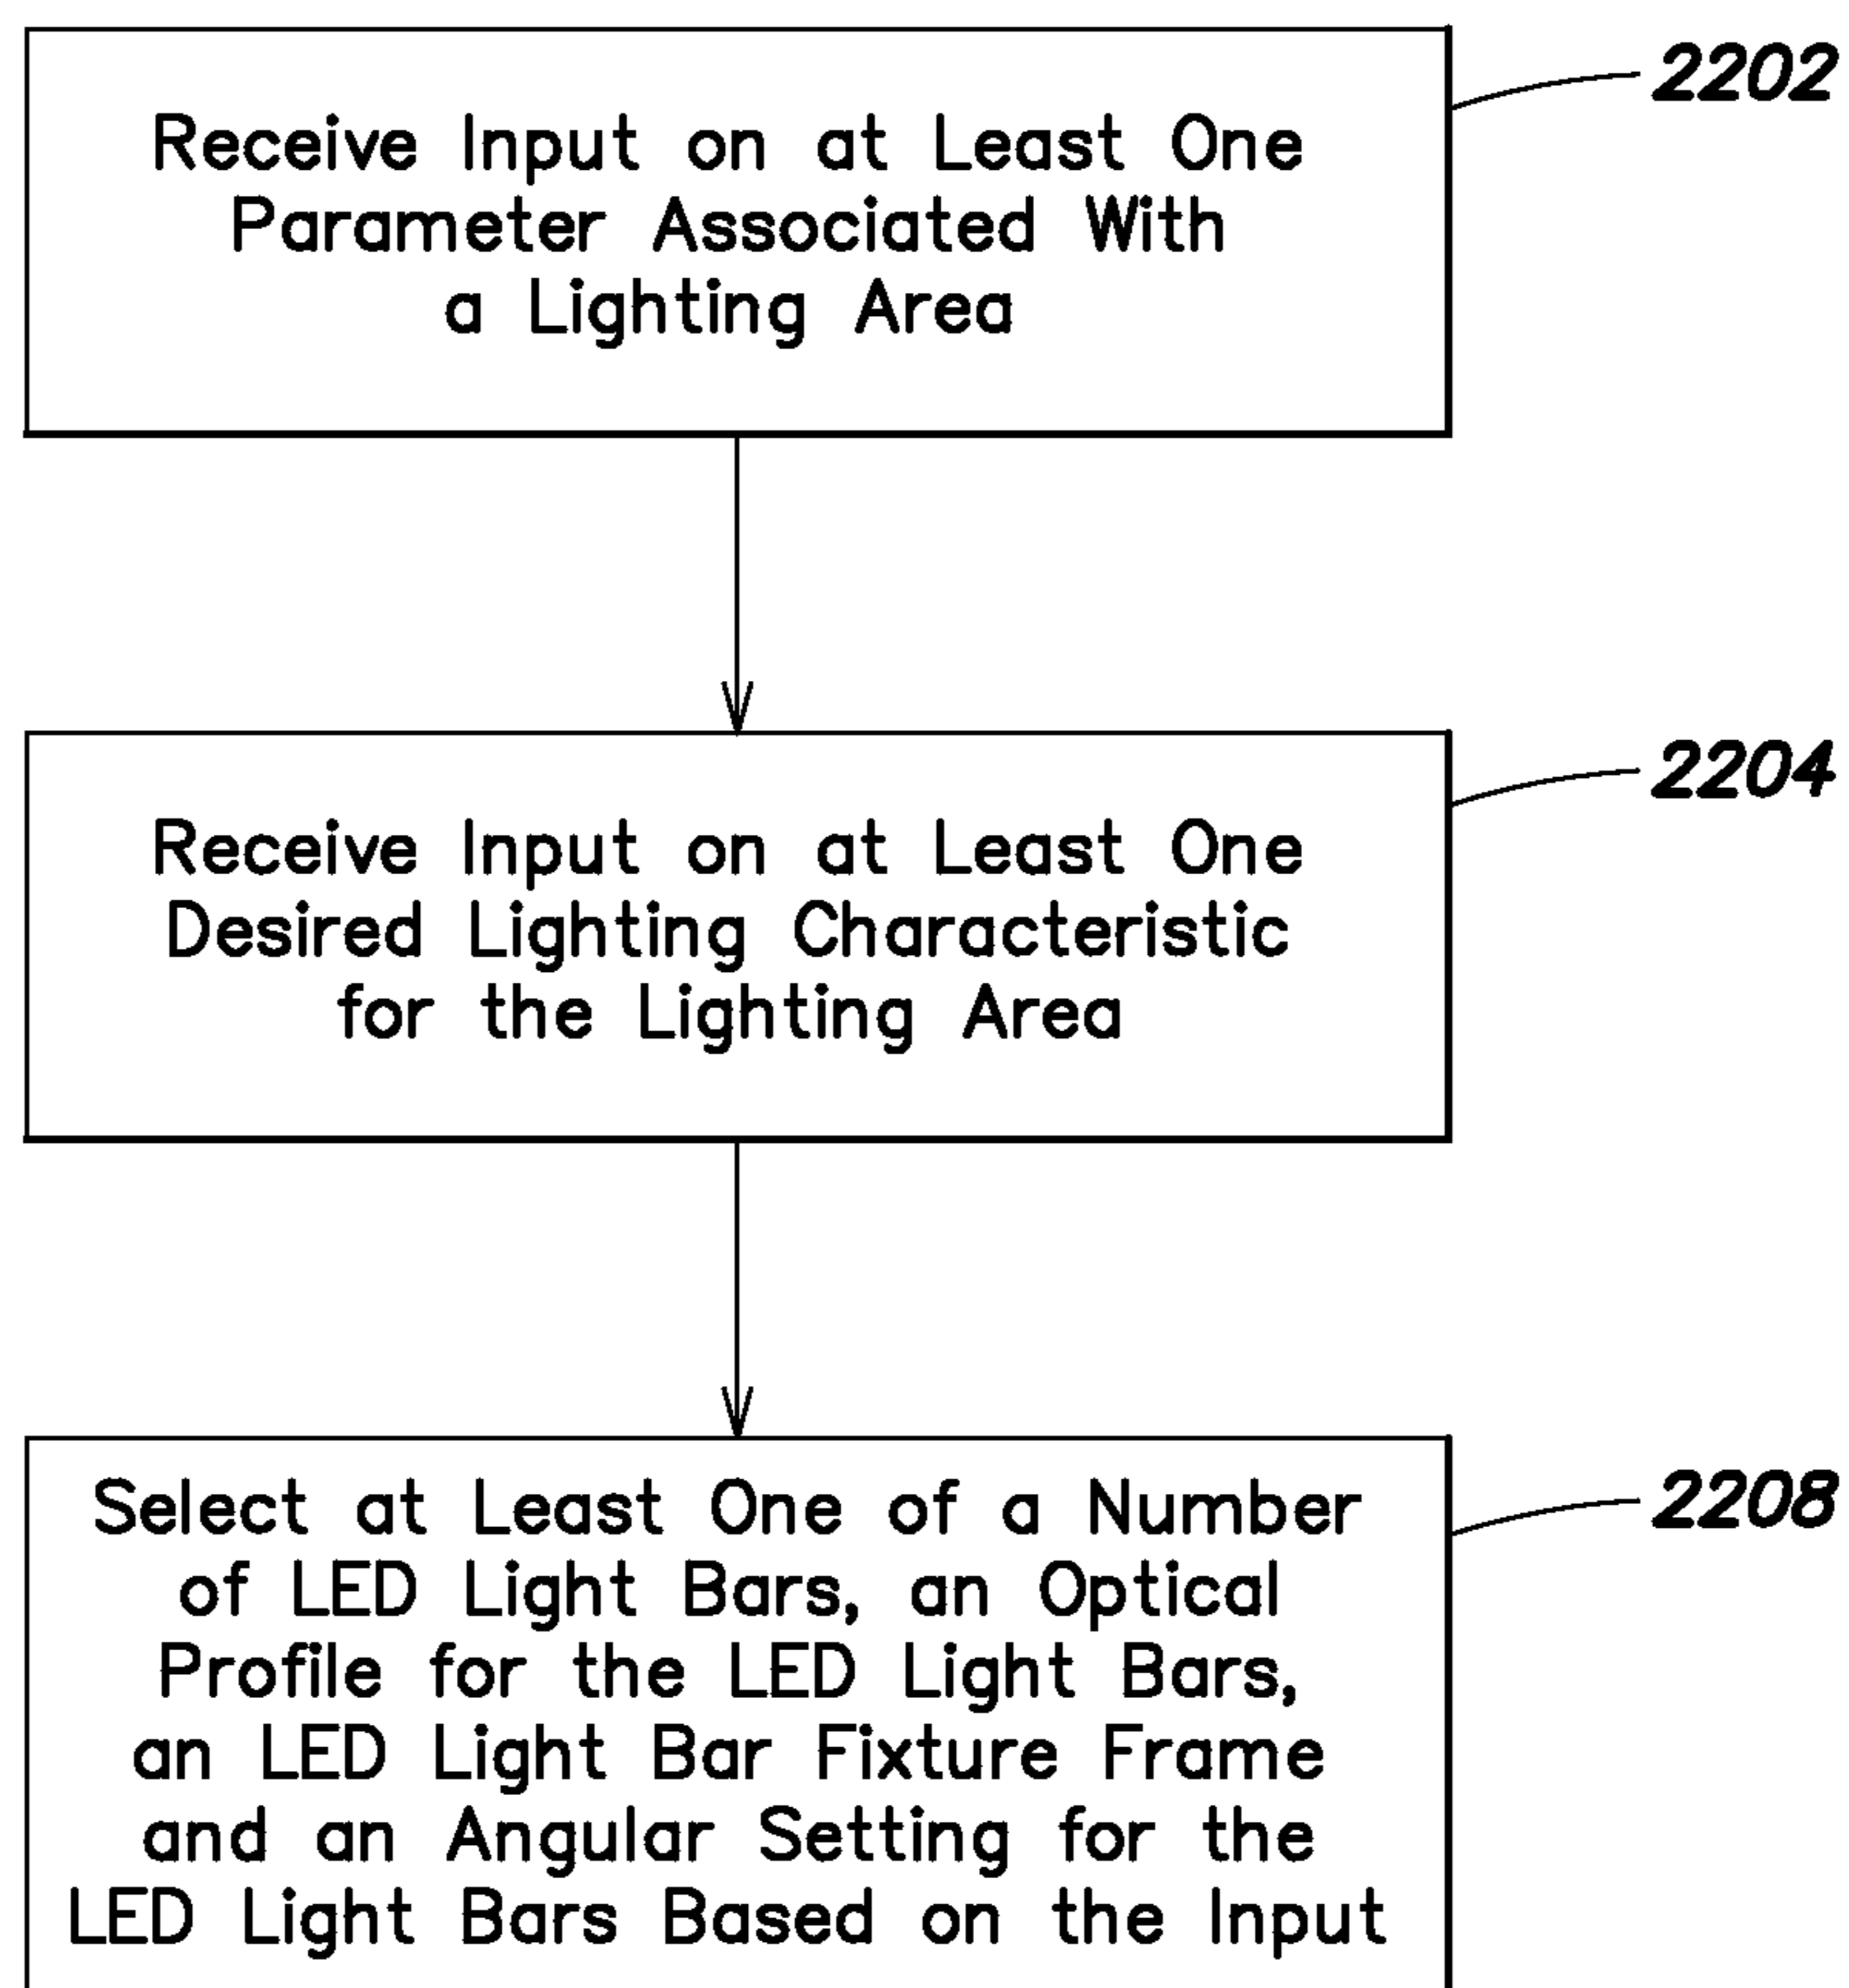 2202
Receive Input on at Least One
Parameter Associated With
a Lighting Area
2204
Receive Input on at Least One
Desired Lighting Characteristic
for the Lighting Area
2208
Select at Least One of a Number
of LED Light Bars, an Optical
Profile for the LED Light Bars,
an LED Light Bar Fixture Frame
and an Angular Setting for the
LED Light Bars Based on the Input